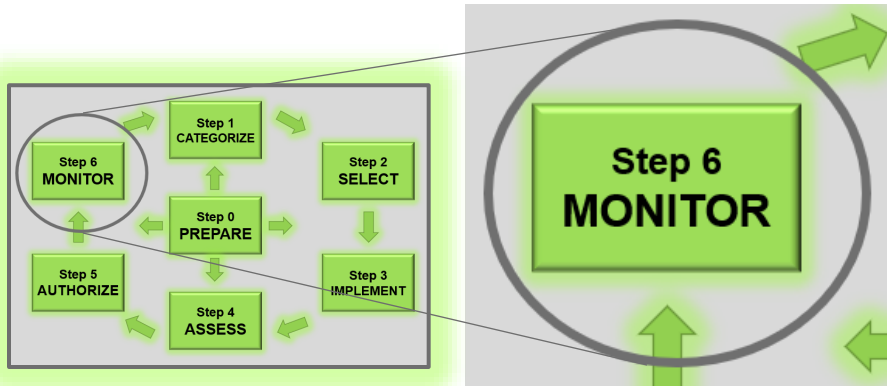 Step 1
CATEGORIZE
Step 6
MONITOR
Step 2
SELECT
Step 0
PREPARE
Step 5
AUTHORIZE
Step 3
IMPLEMENT
Step 4
ASSESS
Step 6
MONITOR